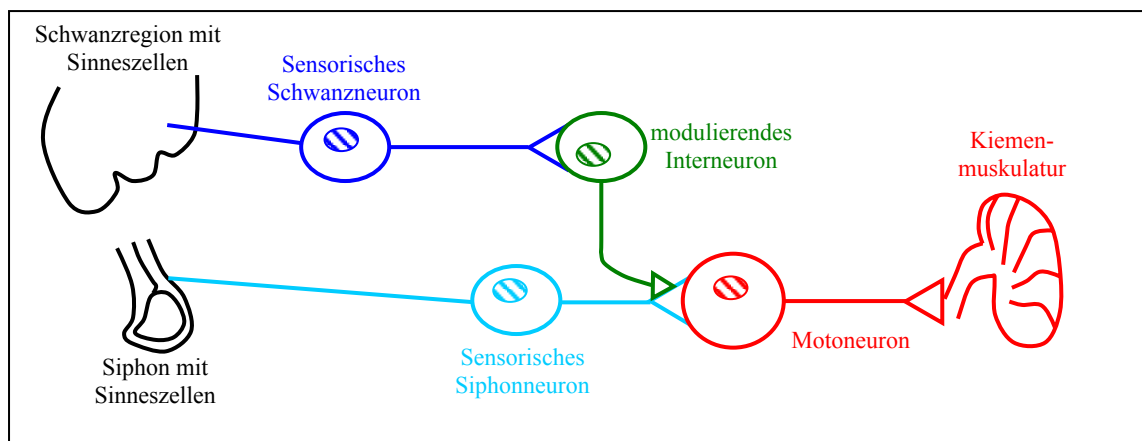 Schwanzregion mit
Sinneszellen
Sensorisches
Schwanzneuron
modulierendes
Interneuron
Kiemen-
muskulatur
Siphon mit
Sinneszellen
Sensorisches
Siphonneuron
Motoneuron